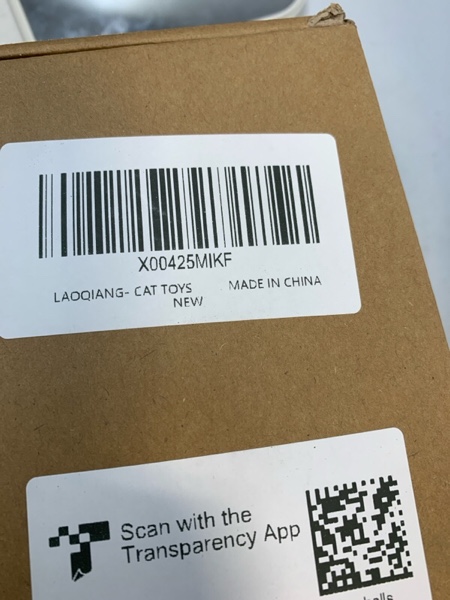 X00425MIKF
LAOQIANG- CAT TOYS MADE IN CHINA
NEW
Scan with the
Transparency App